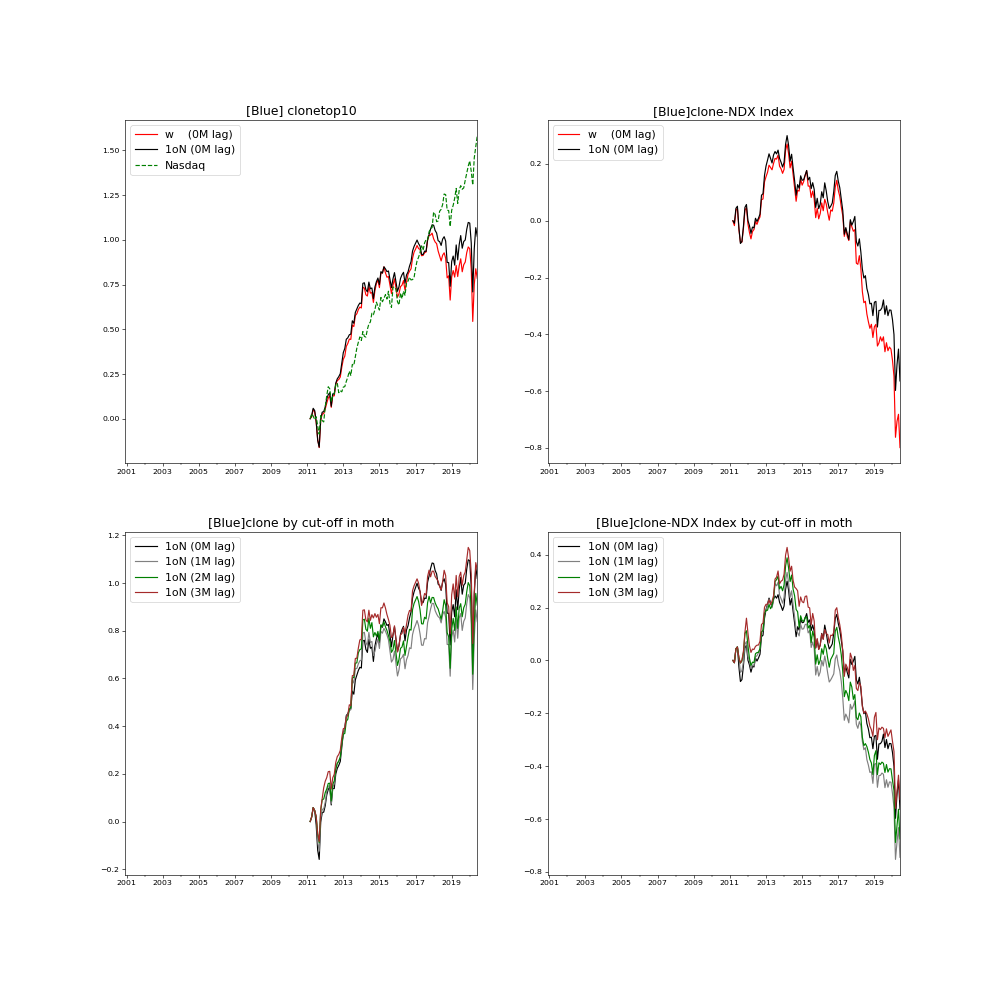 [Blue] clonetop10
w (0M lag)
1oN (0M lag)
Nasdaq
1.50
1.25
1.00
0.75
0.50
0.25
0.00
2001 2003 2005 2007 2009 2011 2013 2015 2017 2019
[Blue]clone-NDX Index
w (0M lag)
1oN (0M lag)
0.2
0.0
−0.2
−0.4
−0.6
−0.8
2001 2003 2005 2007 2009 2011 2013 2015 2017 2019
[Blue]clone by cut-off in moth
1oN (0M lag)
1oN (1M lag)
1oN (2M lag)
1oN (3M lag)
1.2
1.0
0.8
0.6
0.4
0.2
0.0
−0.2
2001 2003 2005 2007 2009 2011 2013 2015 2017 2019
[Blue]clone-NDX Index by cut-off in moth
1oN (0M lag)
1oN (1M lag)
1oN (2M lag)
1oN (3M lag)
0.4
0.2
0.0
−0.2
−0.4
−0.6
−0.8
2001 2003 2005 2007 2009 2011 2013 2015 2017 2019